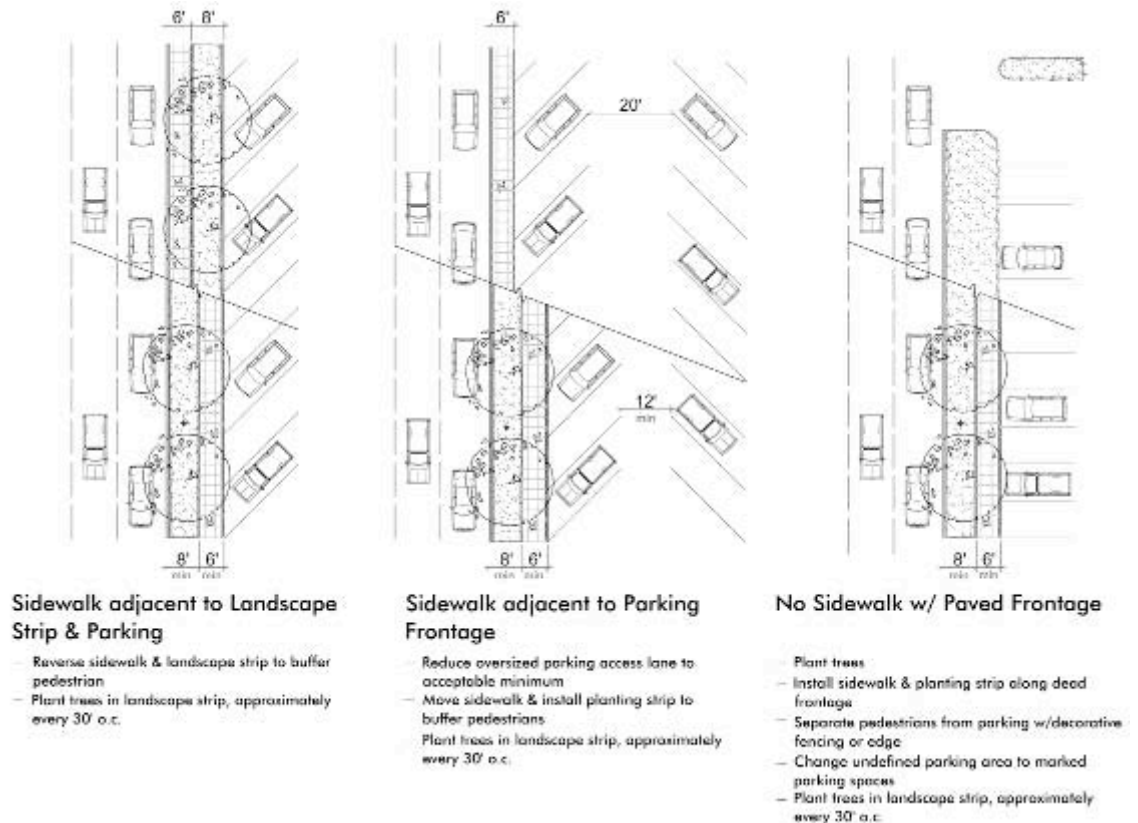 6' 8'
8' 6'
min min
Sidewalk adjacent to Landscape
Strip & Parking
— Reverse sidewalk & landscape strip to buffer
pedestrian
— Plant trees in landscape strip, approximately
every 30' o.c.
6'
20'
12'
min
8' 6'
min min
Sidewalk adjacent to Parking
Frontage
— Reduce oversized parking access lane to
acceptable minimum
— Move sidewalk & install planting strip to
buffer pedestrians
Plant trees in landscape strip, approximately
every 30' o.c.
8' 6'
min min
No Sidewalk w/ Paved Frontage
— Plant trees
— Install sidewalk & planting strip along dead
frontage
— Separate pedestrians from parking w/decorative
fencing or edge
— Change undefined parking area to marked
parking spaces
— Plant trees in landscape strip, approximately
every 30' o.c.